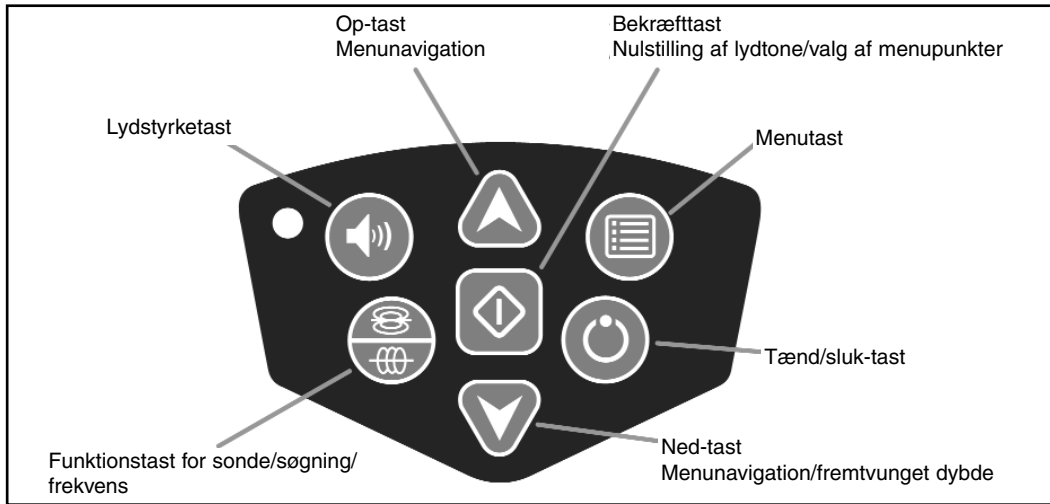 Op-tast
Menunavigation
Bekræfttast
Nulstilling af lydtone/valg af menupunkter
Lydstyrketast
Menutast
Tænd/sluk-tast
Funktionstast for sonde/søgning/
frekvens
Ned-tast
Menunavigation/fremtvunget dybde